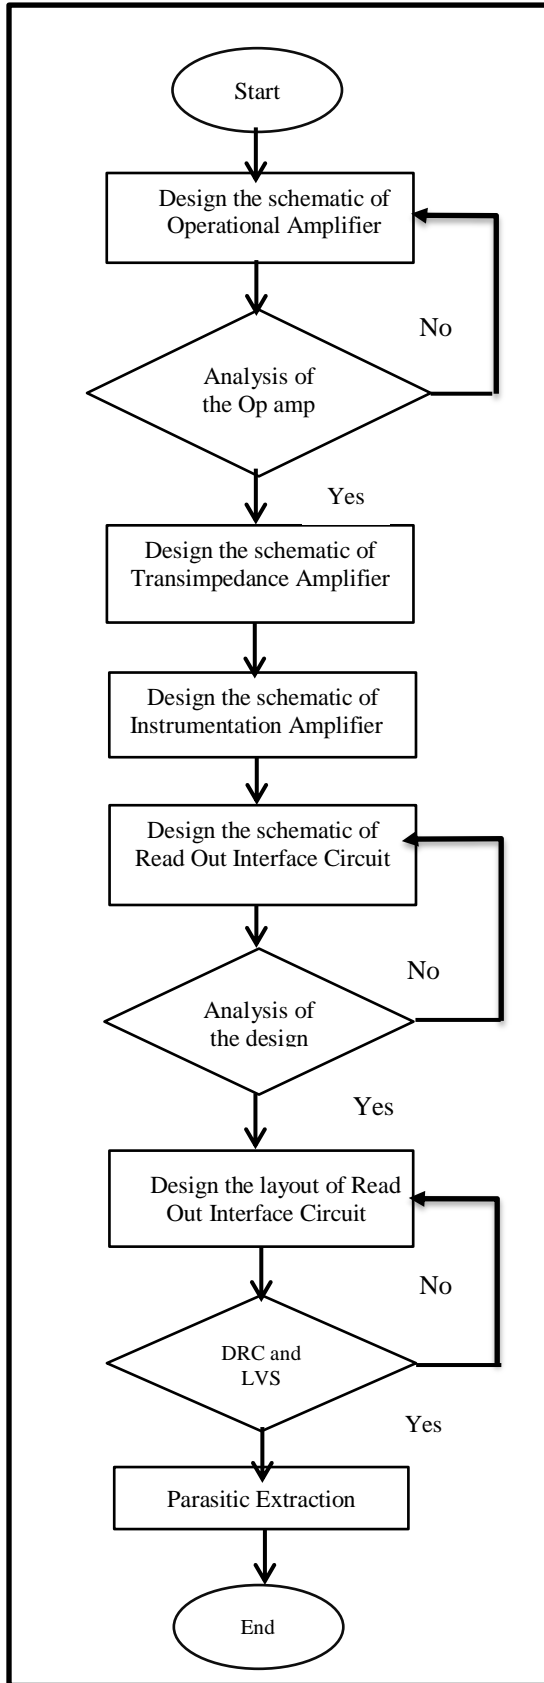 Start
Design the schematic of
Operational Amplifier
No
Analysis of
the Op amp
Yes
Design the schematic of
Transimpedance Amplifier
Design the schematic of
Instrumentation Amplifier
Design the schematic of
Read Out Interface Circuit
No
Analysis of
the design
Yes
Design the layout of Read
Out Interface Circuit
No
DRC and
LVS
Yes
Parasitic Extraction
End